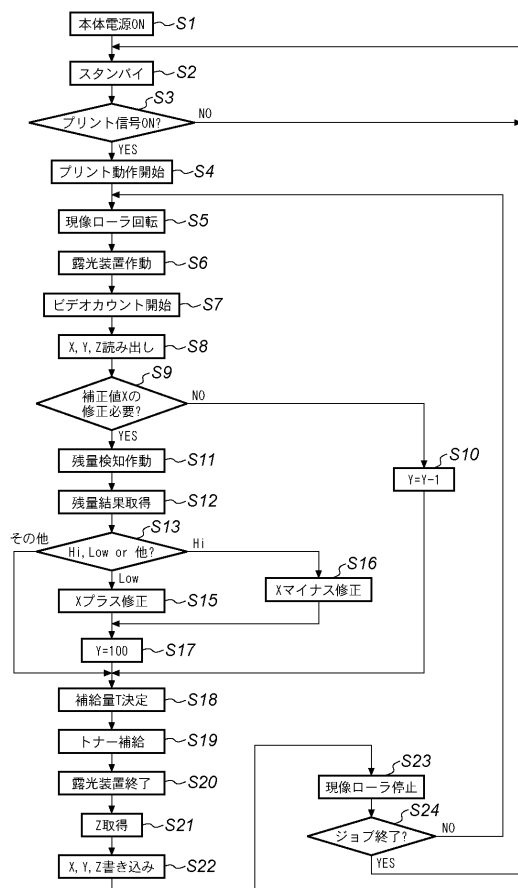 本体電源ON S1
スタンバイ S2
S3
プリント信号ON? NO
YES
プリント動作開始 S4
現像ローラ回転 S5
露光装置作動 S6
ビデオカウント開始 S7
X,Y,Z読み出し S8
S9
補正値Xの
修正必要? NO
YES
S10
Y=Y-1
残量検知作動 S11
残量結果取得 S12
S13
その他 Hi,Low or 他? Hi
Low
S16
Xマイナス修正
Xプラス修正 S15
Y=100 S17
補給量T決定 S18
トナー補給 S19
露光装置終了 S20
Z取得 S21
X,Y,Z書き込み S22
S23
現像ローラ停止
S24
ジョブ終了? NO
YES